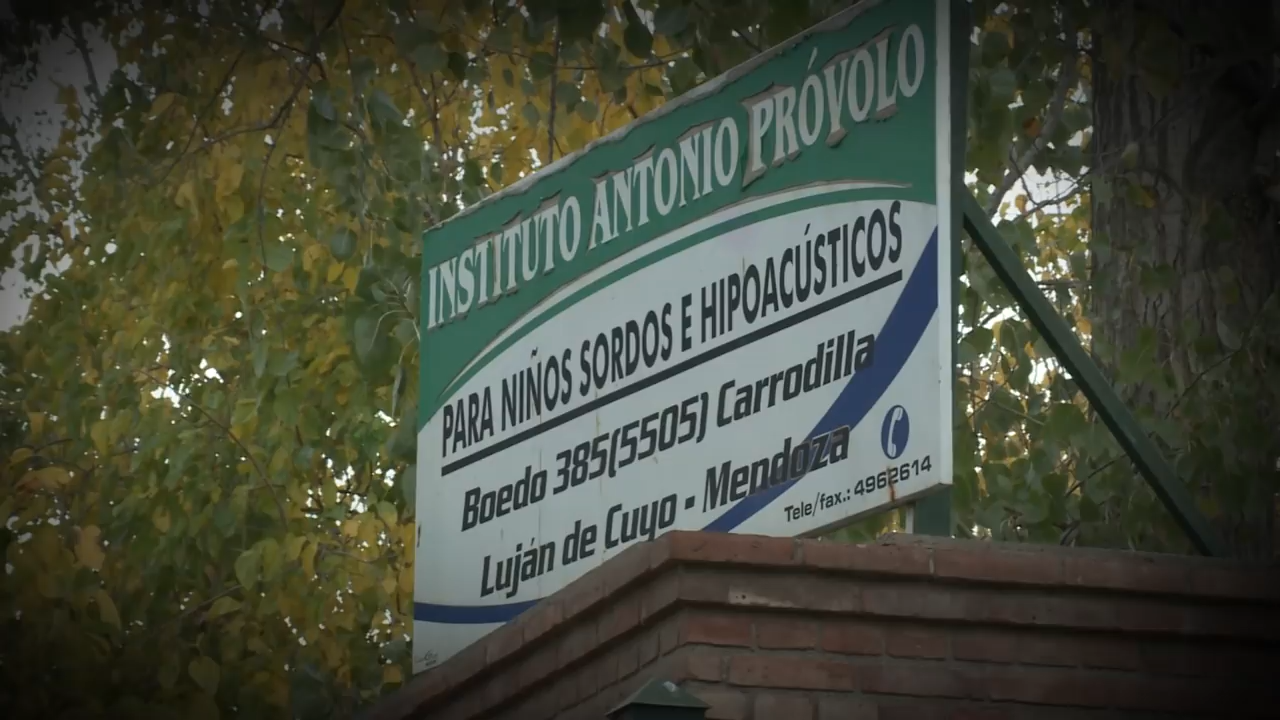 INSTITUTO ANTONIO PRÓVOLO
PARA NIÑOS SORDOS E HIPOACÚSTICOS
Boedo 385(5505) Carrodilla
Luján de Cuyo - Mendoza
Tele/fax.: 4962614